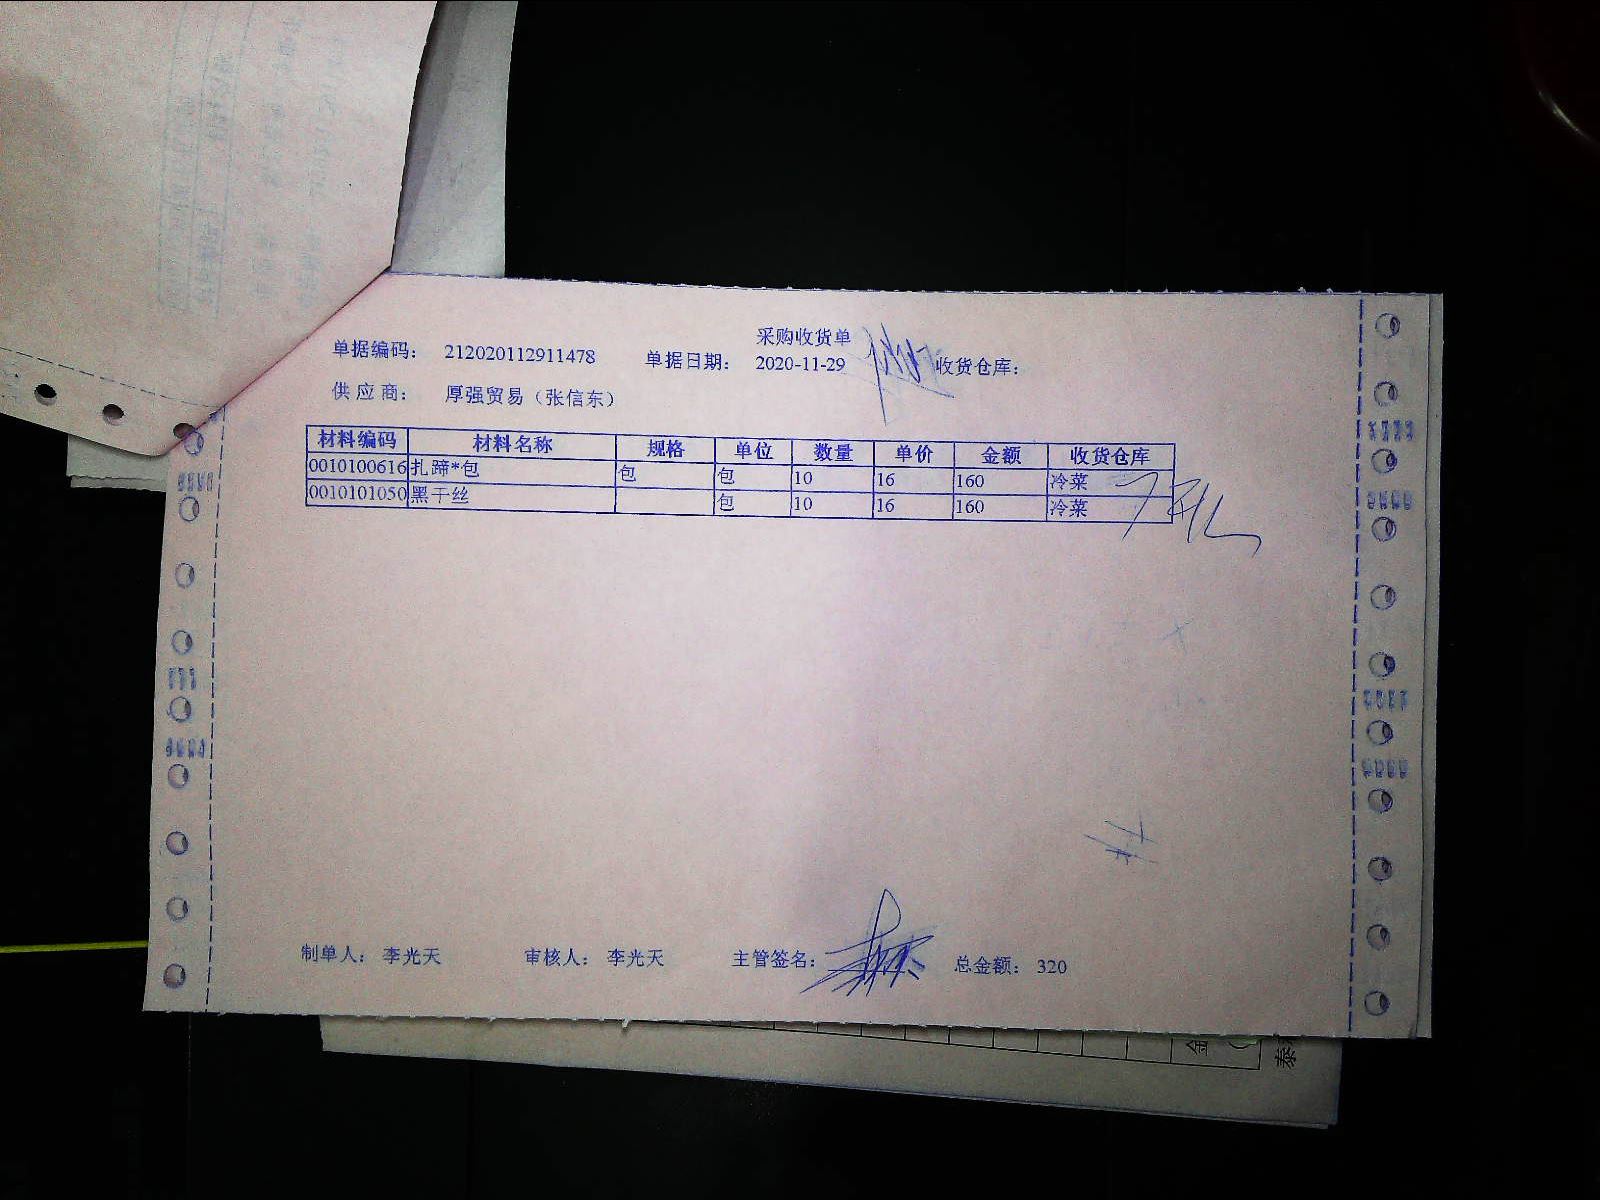 采购收货单
单据编码： 212020112911478 单据日期： 2020-11-29 收货仓库：
供 应 商： 厚强贸易（张信东）
材料编码 材料名称 规格 单位 数量 单价 金额 收货仓库
0010100616 扎蹄*包 包 包 10 16 160 冷菜
0010101050 黑干丝 包 10 16 160 冷菜
制单人： 李光天 审核人： 李光天 主管签名： 总金额： 320
金
泰